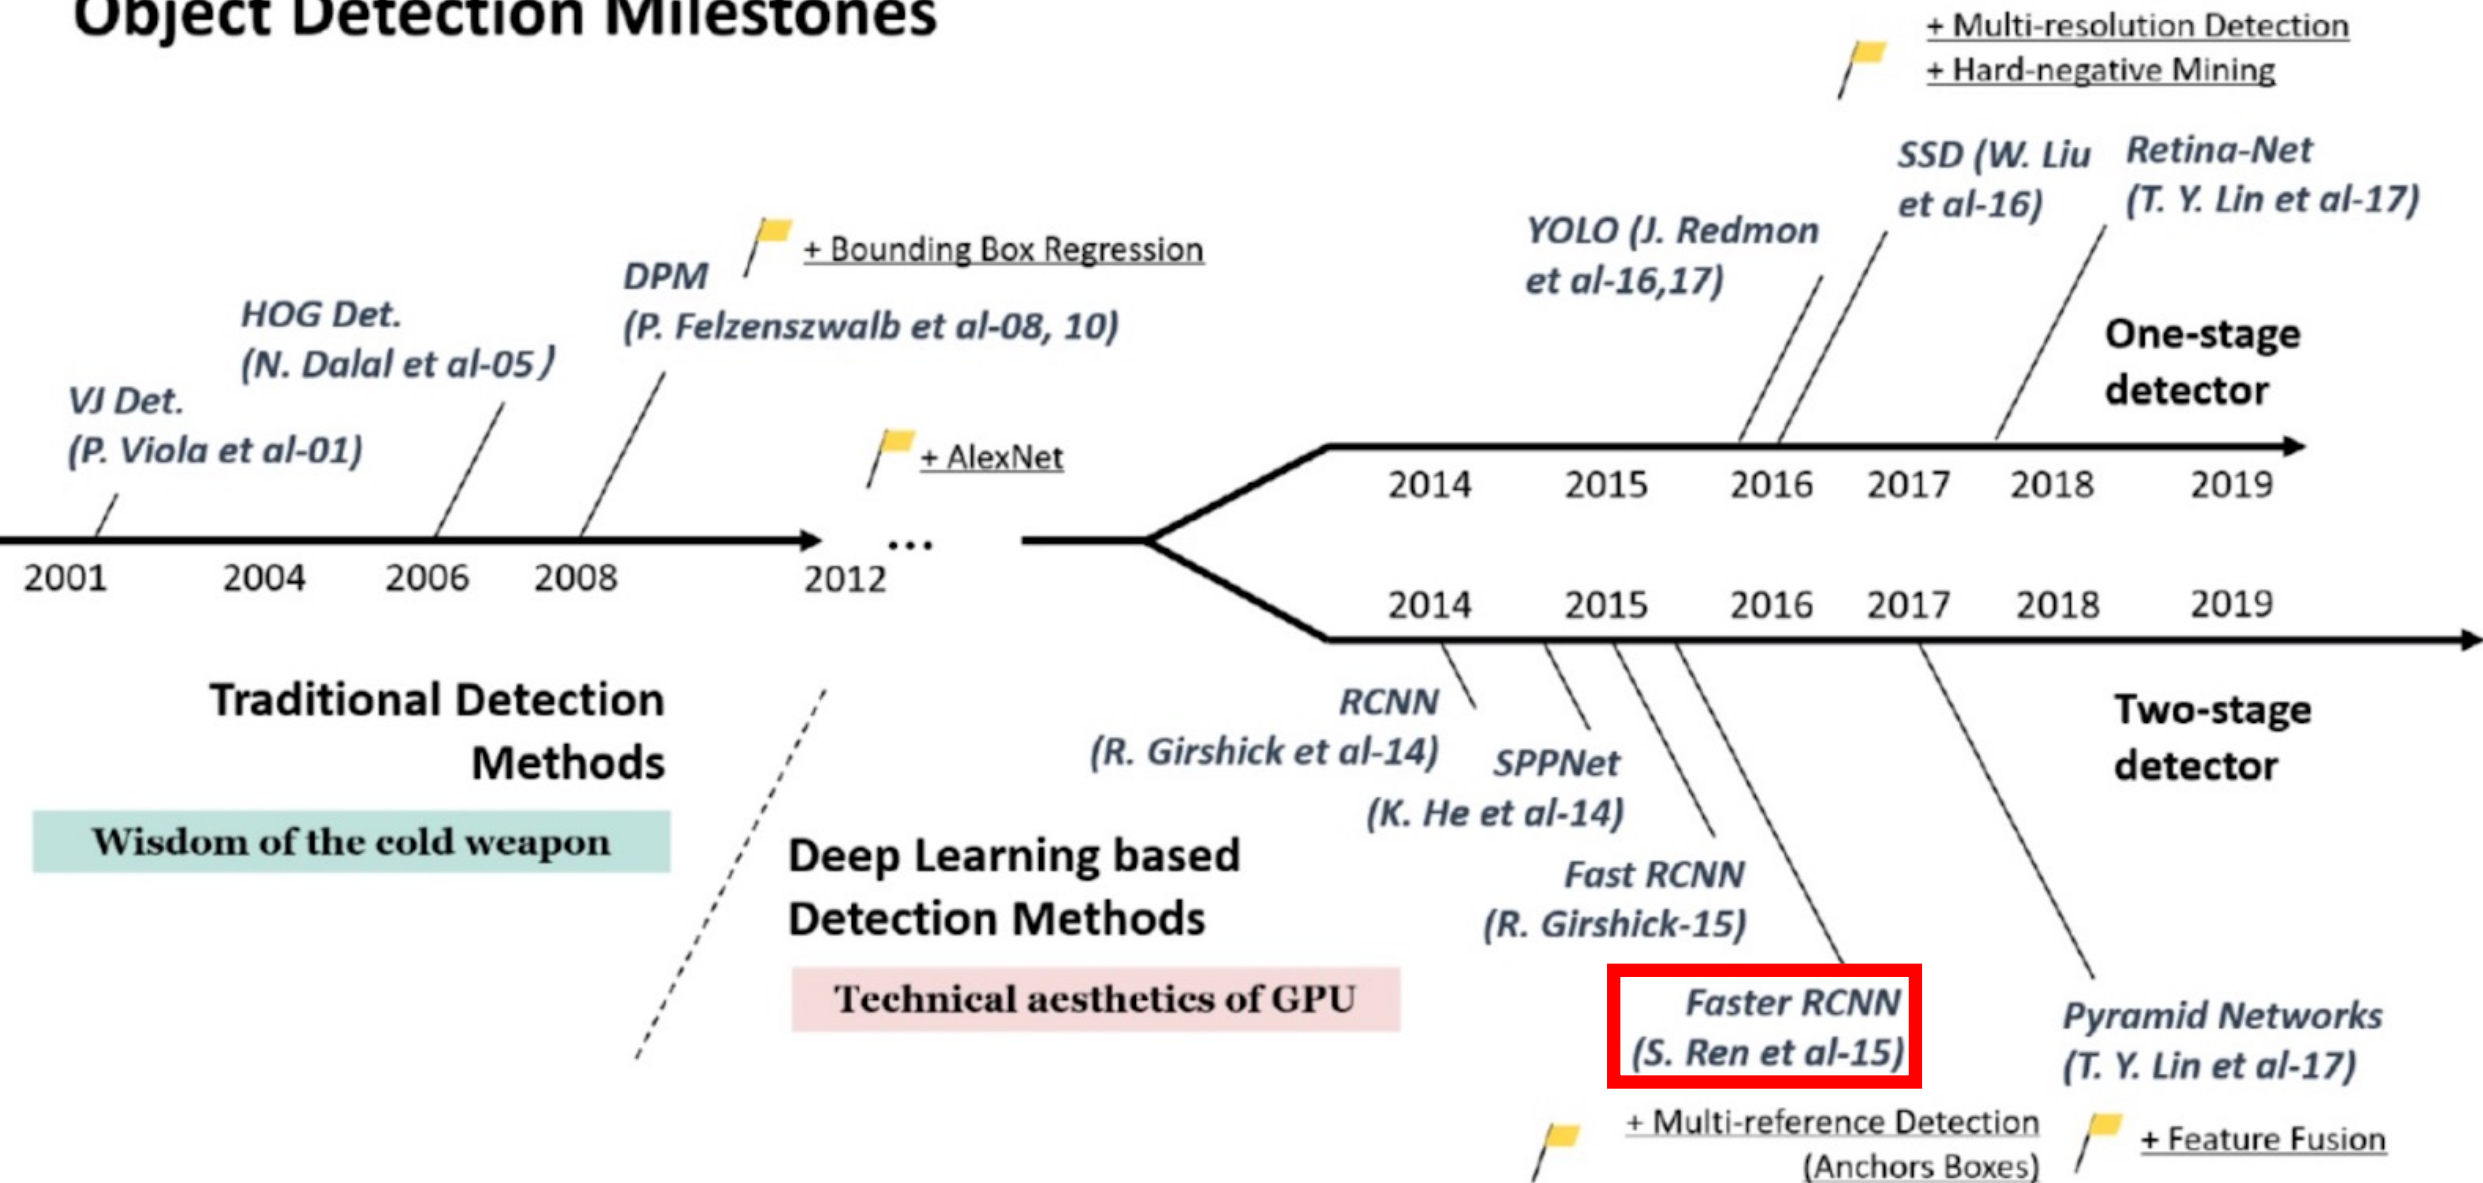 Object Detection Milestones
+ Multi-resolution Detection
+ Hard-negative Mining
SSD (W. Liu
et al-16)
Retina-Net
(T. Y. Lin et al-17)
YOLO (J. Redmon
et al-16,17)
+ Bounding Box Regression
DPM
(P. Felzenszwalb et al-08, 10)
HOG Det.
(N. Dalal et al-05)
VJ Det.
(P. Viola et al-01)
+ AlexNet
One-stage
detector
2014 2015 2016 2017 2018 2019
...
2001 2004 2006 2008 2012
2014 2015 2016 2017 2018 2019
Traditional Detection
Methods
Wisdom of the cold weapon
Deep Learning based
Detection Methods
Technical aesthetics of GPU
RCNN
(R. Girshick et al-14)
SPPNet
(K. He et al-14)
Fast RCNN
(R. Girshick-15)
Faster RCNN
(S. Ren et al-15)
+ Multi-reference Detection
(Anchors Boxes)
Two-stage
detector
Pyramid Networks
(T. Y. Lin et al-17)
+ Feature Fusion